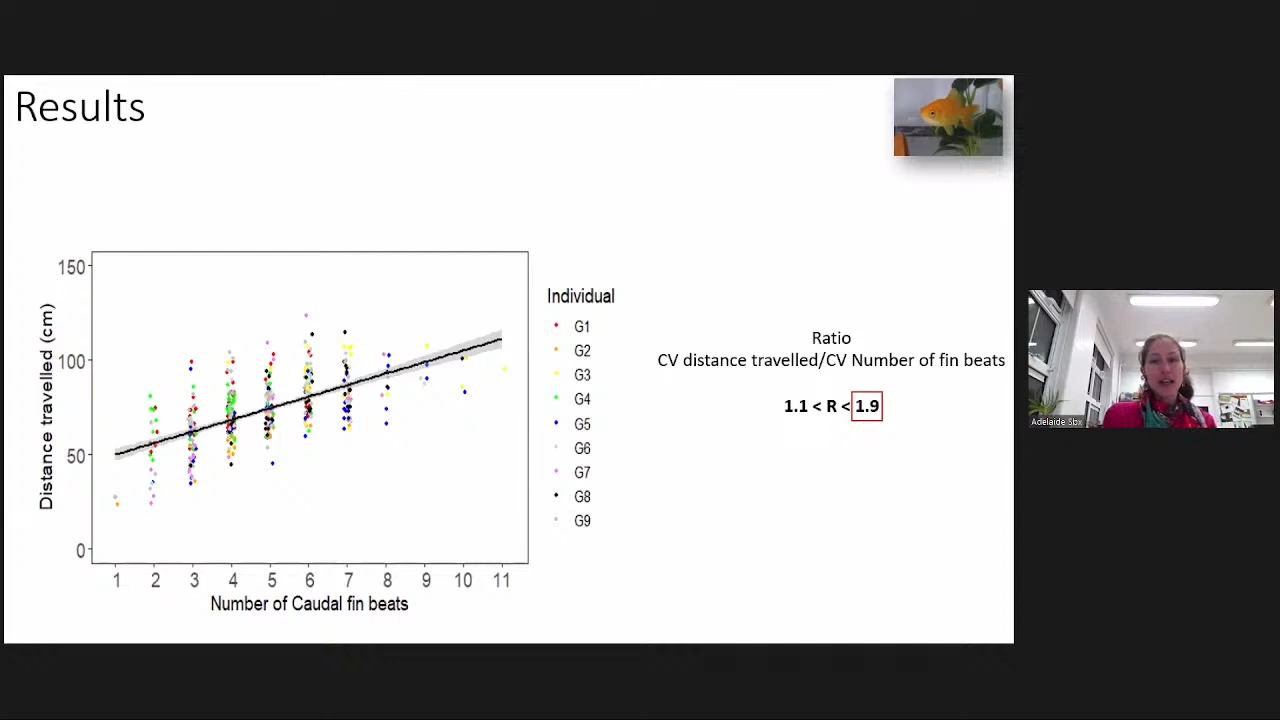 Results
150
100
50
0
Distance travelled (cm)
1 2 3 4 5 6 7 8 9 10 11
Number of Caudal fin beats
Individual
G1
G2
G3
G4
G5
G6
G7
G8
G9
Ratio
CV distance travelled/CV Number of fin beats
1.1 < R < 1.9
Adelaide Sbx